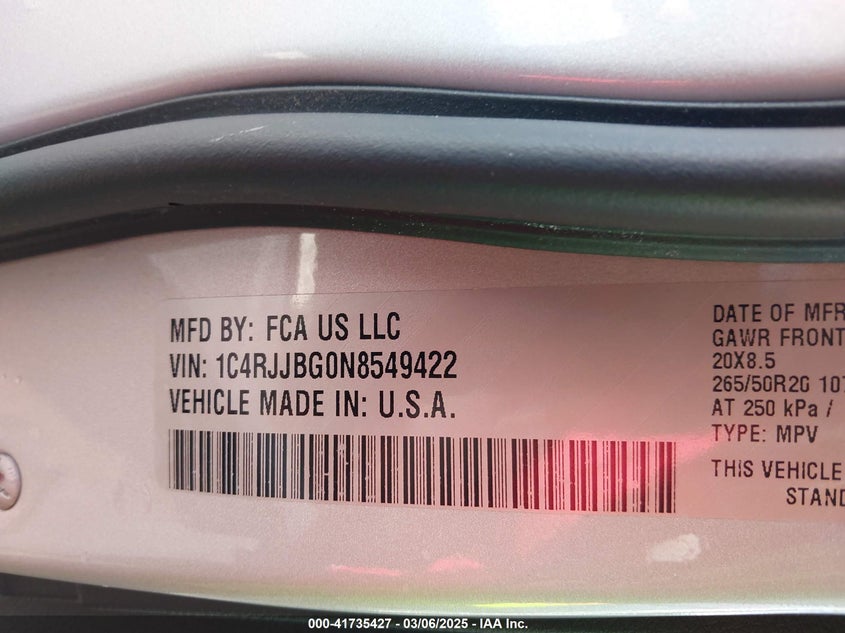 MFD BY: FCA US LLC
VIN: 1C4RJJBG0N8549422
VEHICLE MADE IN: U.S.A.
DATE OF MFR
GAWR FRONT
20X8.5
265/50R20 107
AT 250 kPa /
TYPE: MPV
THIS VEHICLE
STAND
000-41735427 - 03/06/2025 - IAA Inc.